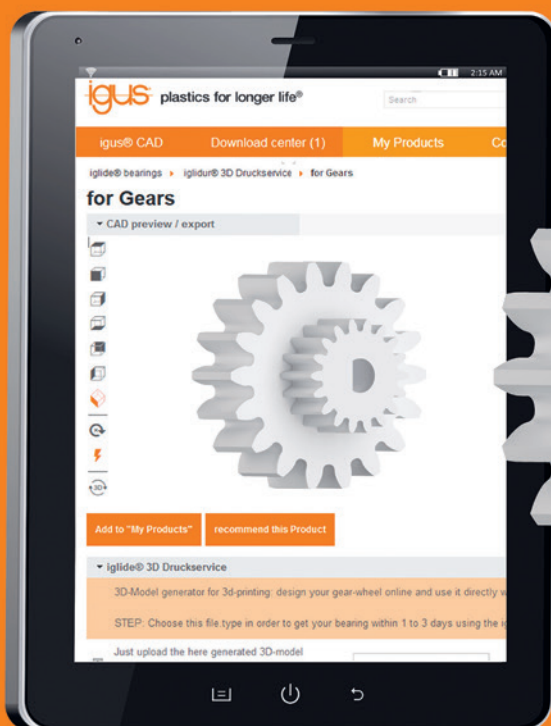 2:15 AM
igus plastics for longer life®
Search
igus® CAD Download center (1) My Products
iglide® bearings ▸ iglidur® 3D Druckservice ▸ for Gears
for Gears
CAD preview / export
3D
Add to "My Products" recommend this Product
iglide® 3D Druckservice
3D-Model generator for 3d-printing: design your gear-wheel online and use it directly w
STEP: Choose this file.type in order to get your bearing within 1 to 3 days using the ig
Just upload the here generated 3D-model